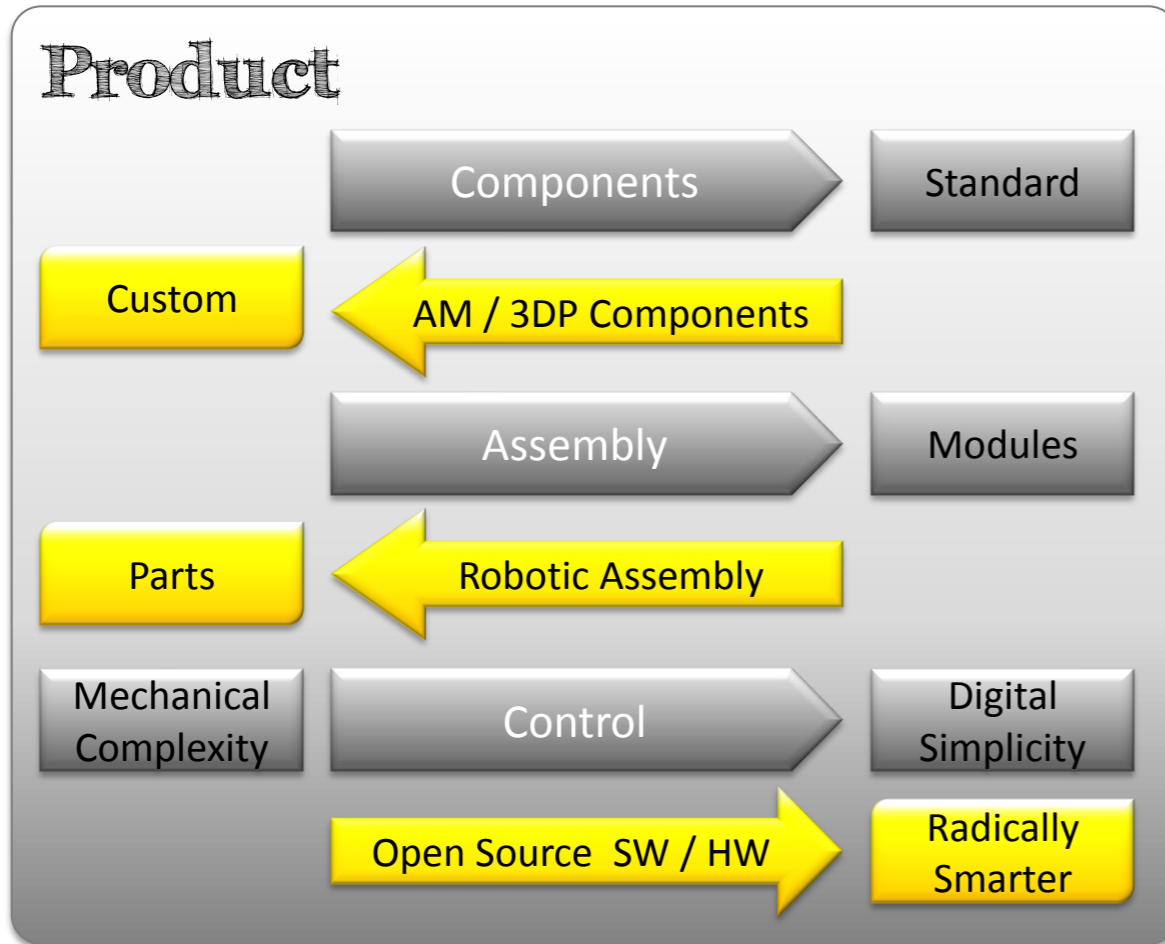 Product
Components
Standard
Custom
AM / 3DP Components
Assembly
Modules
Parts
Robotic Assembly
Mechanical
Complexity
Control
Digital
Simplicity
Open Source SW / HW
Radically
Smarter